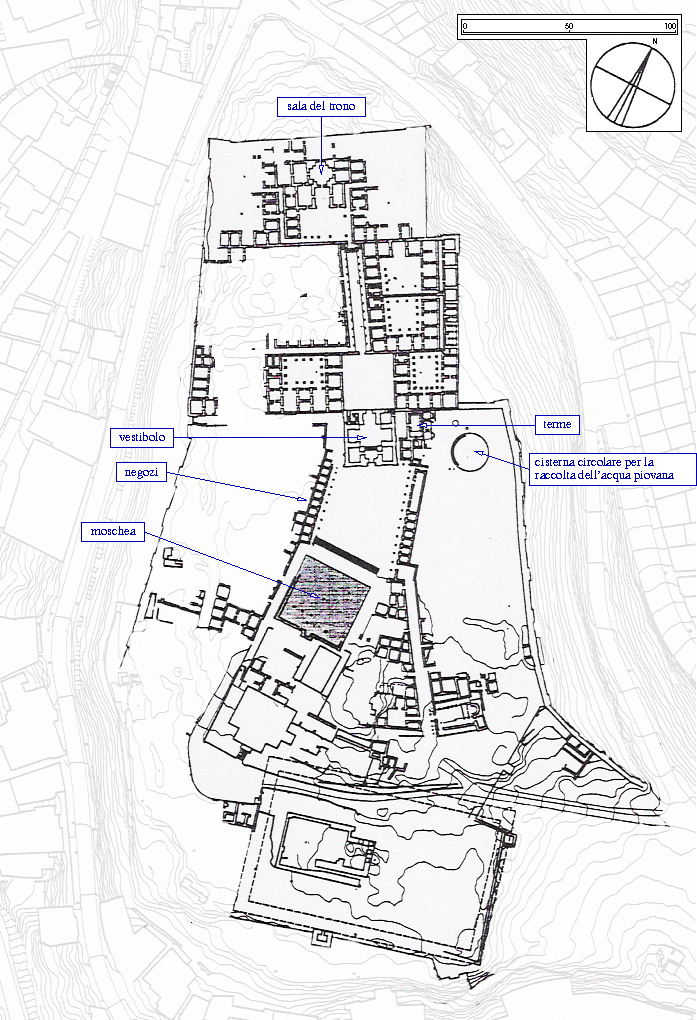 0 50 100
N
sala del trono
vestibolo
terme
cisterna circolare per la
raccolta dell'acqua piovana
negozi
moschea